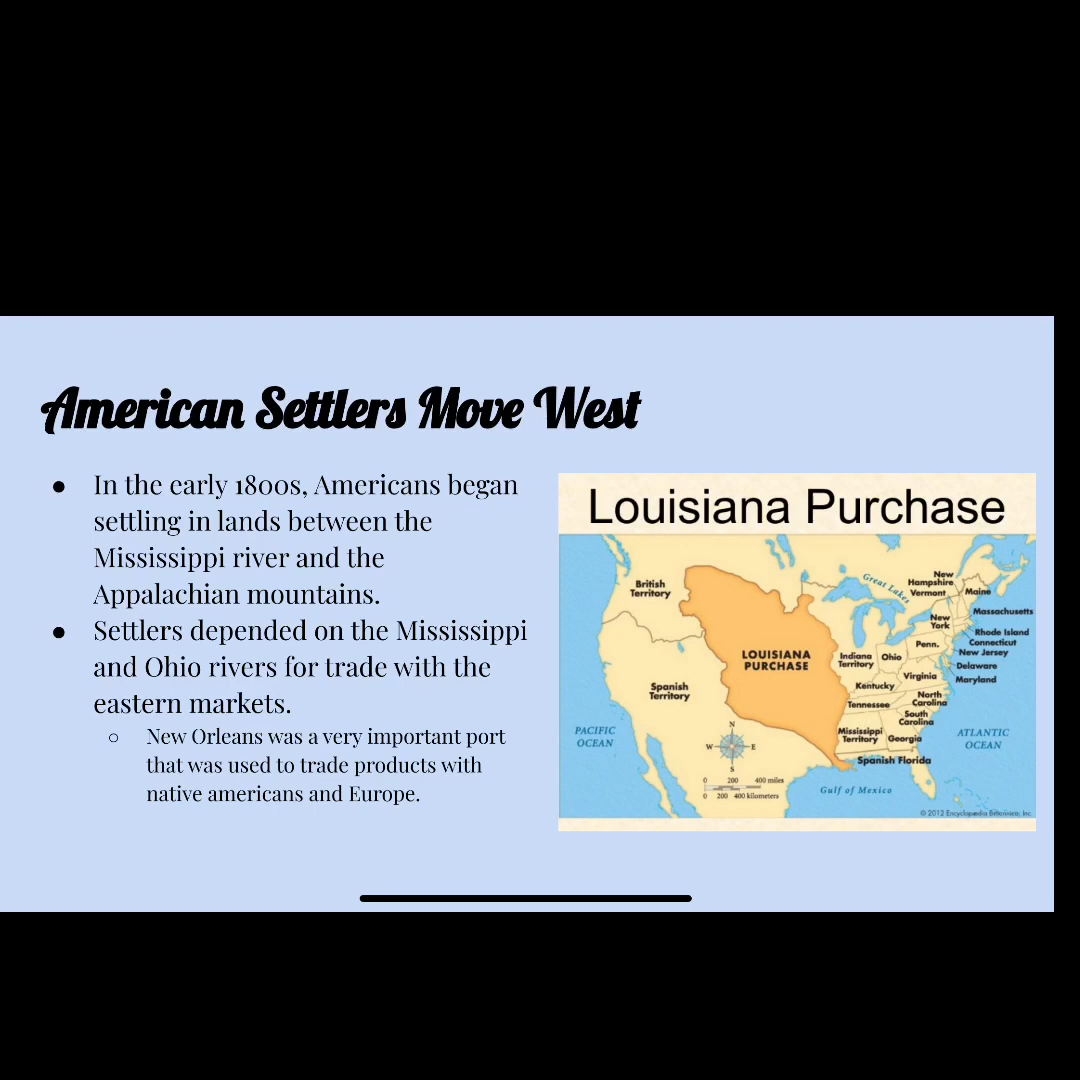 American Settlers Move West
● In the early 1800s, Americans began
settling in lands between the
Mississippi river and the
Appalachian mountains.
● Settlers depended on the Mississippi
and Ohio rivers for trade with the
eastern markets.
○ New Orleans was a very important port
that was used to trade products with
native americans and Europe.
Louisiana Purchase
British
Territory
Great Lakes
New
Hampshire
Vermont
Maine
Massachusetts
New
York
Rhode Island
Connecticut
New Jersey
Penn.
Delaware
Maryland
LOUISIANA
PURCHASE
Indiana
Territory
Ohio
Virginia
Kentucky
Spanish
Territory
North
Carolina
Tennessee
South
Carolina
Mississippi
Territory
Georgia
PACIFIC
OCEAN
N
W
E
S
ATLANTIC
OCEAN
Spanish Florida
0 200 400 miles
0 200 400 kilometers
Gulf of Mexico
© 2012 Encyclopædia Britannica, Inc.